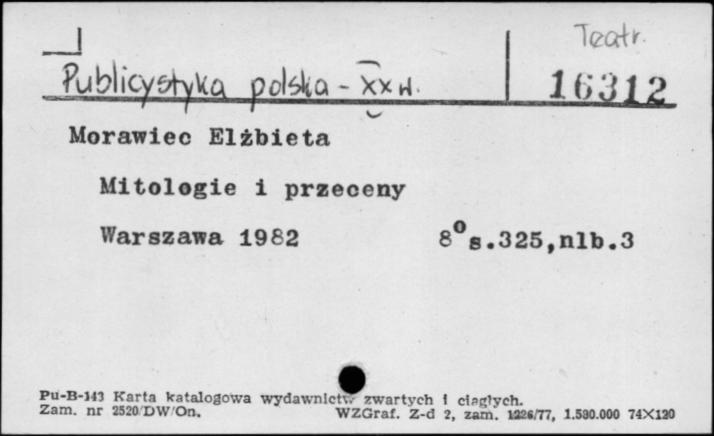 Teatr.
Publicystyka polska - XX w.
16312
Morawiec Elżbieta
Mitologie i przeceny
Warszawa 1982 8⁰s.325,nlb.3
Pu-B-143 Karta katalogowa wydawnictw zwartych i ciągłych.
Zam. nr 2520/DW/On. WZGraf. Z-d 2, zam. 1226/77, 1.580.000 74X120